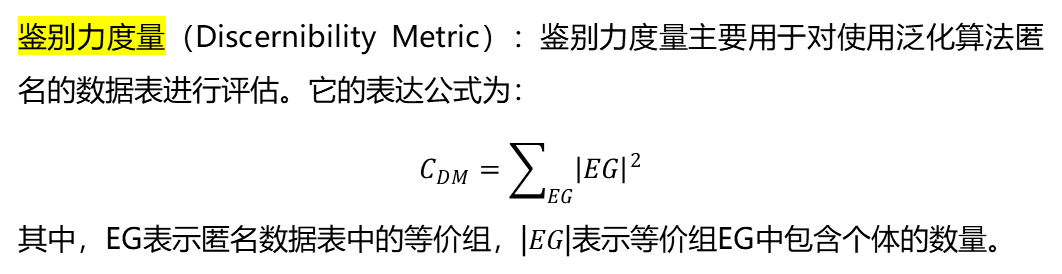 鉴别力度量（Discernibility Metric）：鉴别力度量主要用于对使用泛化算法匿
名的数据表进行评估。它的表达公式为：
C_{DM} = ∑_{EG}|EG|^2
其中，EG表示匿名数据表中的等价组，|EG|表示等价组EG中包含个体的数量。